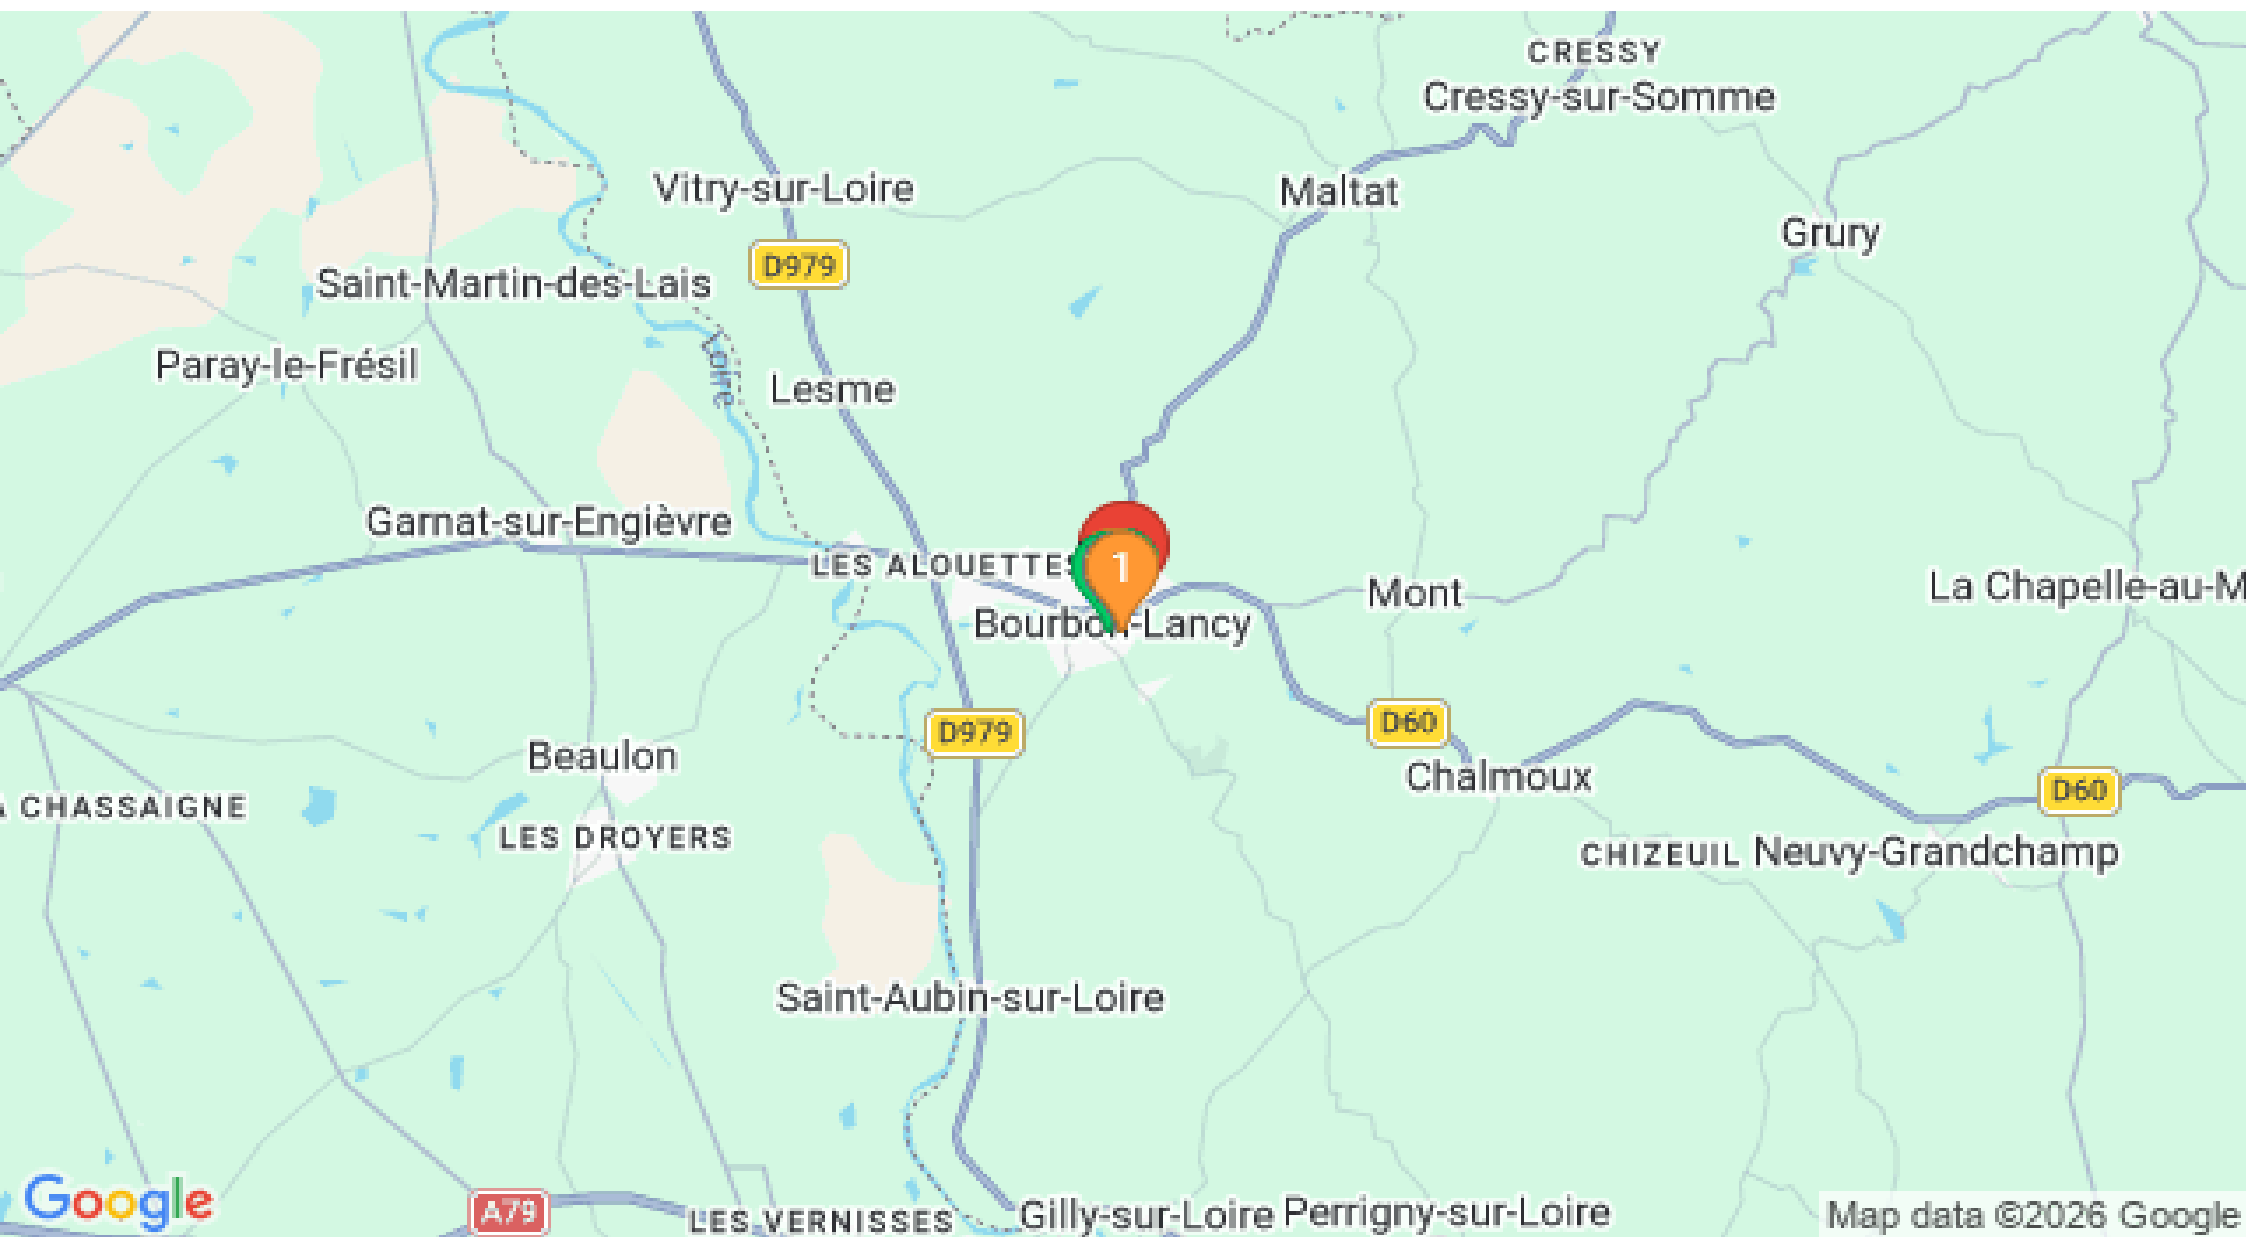 CRESSY
Cressy-sur-Somme
Vitry-sur-Loire
Maltat
Grury
D979
Saint-Martin-des-Lais
Loire
Paray-le-Frésil
Lesme
Garnat-sur-Engièvre
LES ALOUETTES
1
Mont
La Chapelle-au-M
Bourbon-Lancy
D979
D60
Beaulon
Chalmoux
D60
A CHASSAIGNE
LES DROYERS
CHIZEUIL
Neuvy-Grandchamp
Saint-Aubin-sur-Loire
Google
A79
LES VERNISSES
Gilly-sur-Loire
Perrigny-sur-Loire
Map data ©2026 Google